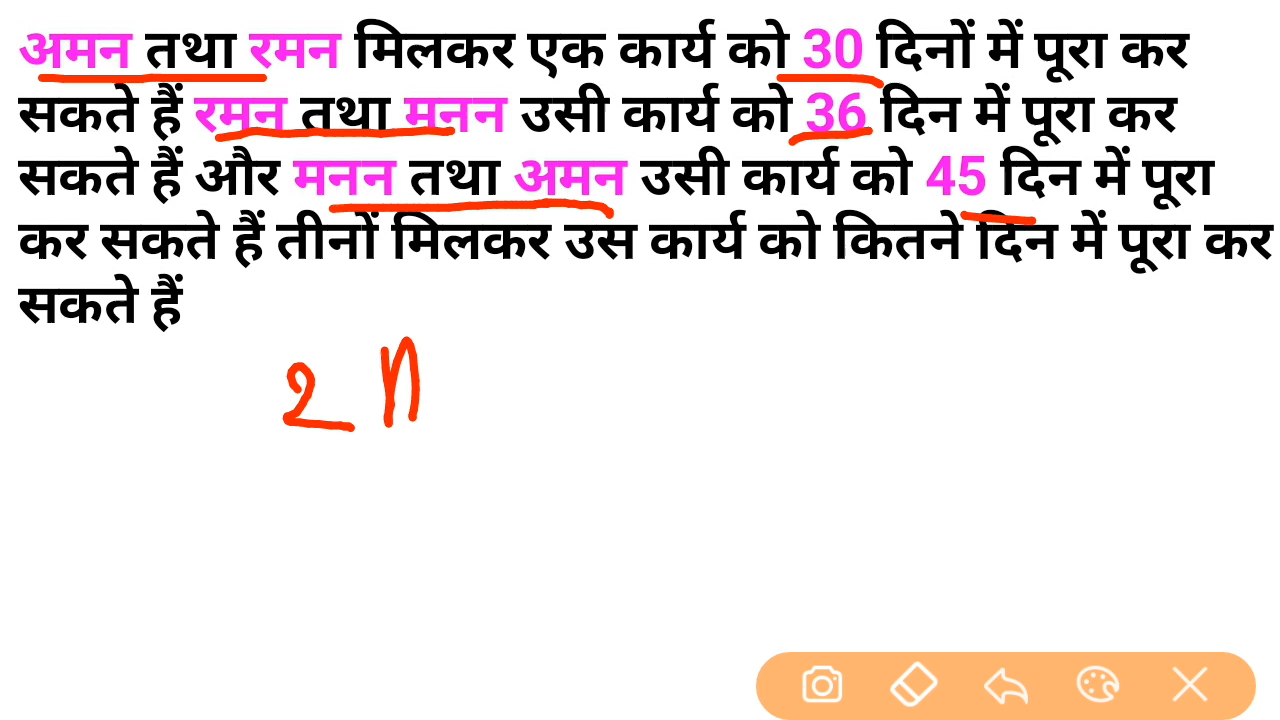 अमन तथा रमन मिलकर एक कार्य को 30 दिनों में पूरा कर
सकते हैं रमन तथा मनन उसी कार्य को 36 दिन में पूरा कर
सकते हैं और मनन तथा अमन उसी कार्य को 45 दिन में पूरा
कर सकते हैं तीनों मिलकर उस कार्य को कितने दिन में पूरा कर
सकते हैं
2